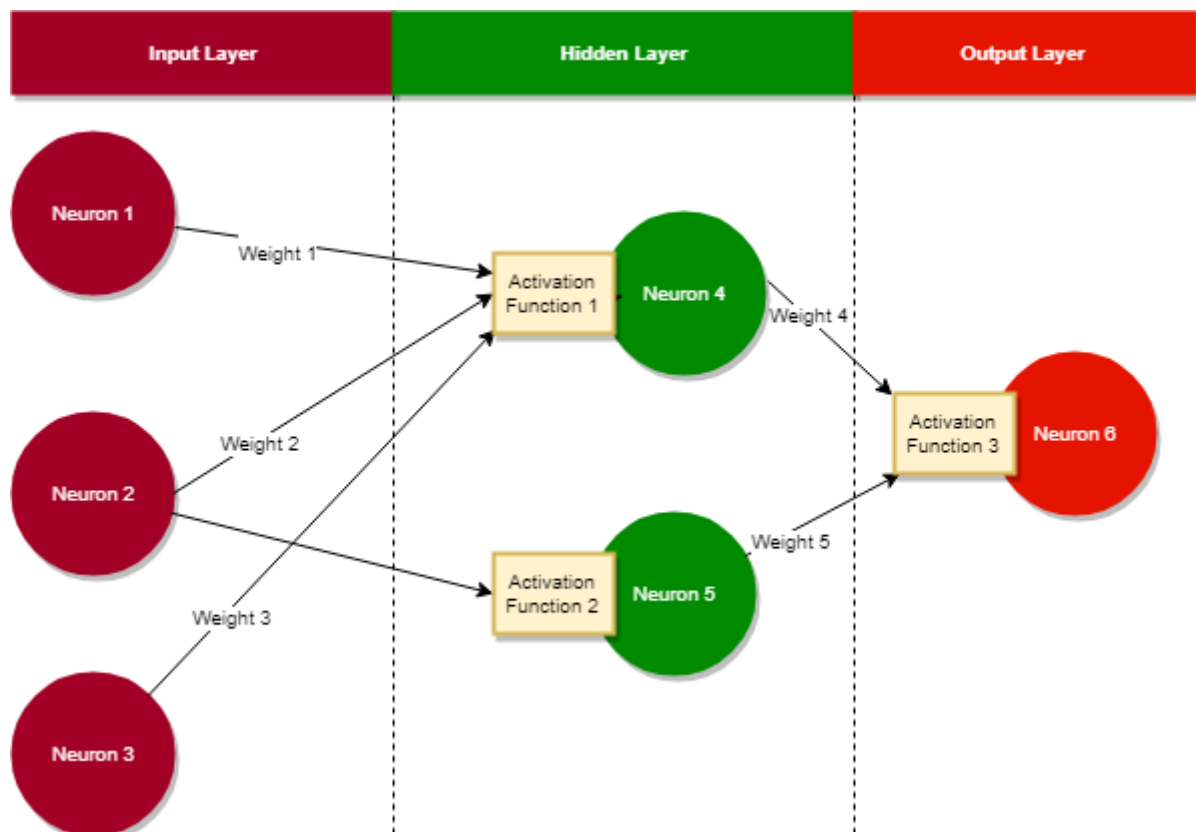 Input Layer
Hidden Layer
Output Layer
Neuron 1
Weight 1
Activation
Function 1
Neuron 4
Weight 4
Weight 2
Neuron 2
Activation
Function 3
Neuron 6
Weight 5
Activation
Function 2
Neuron 5
Weight 3
Neuron 3